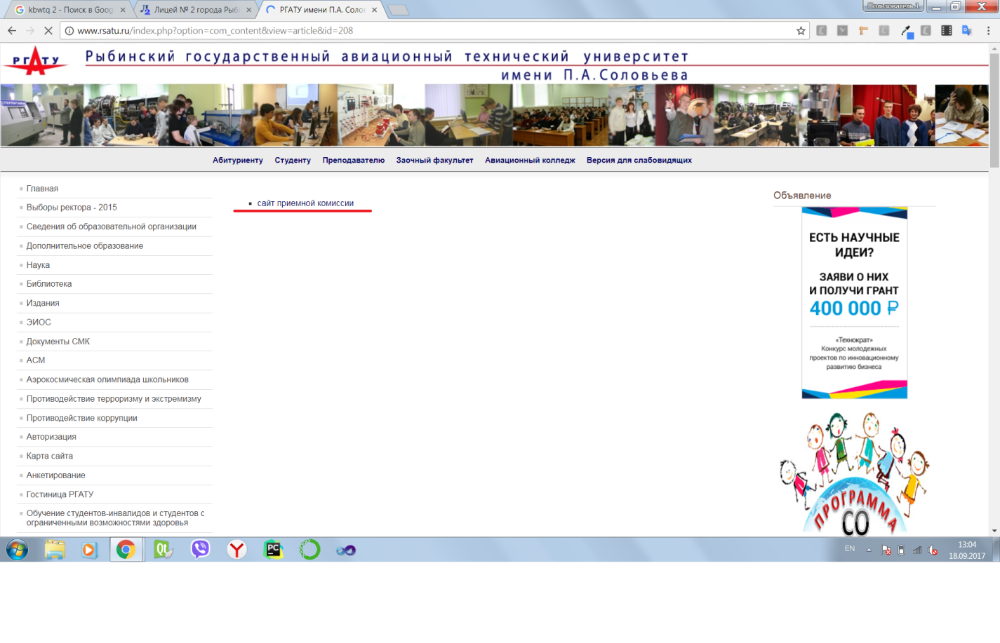 kbwtq 2 - Поиск в Goog
Лицей № 2 города Рыб
РГАТУ имени П.А. Соло
Пользователь 1
www.rsatu.ru/index.php?option=com_content&view=article&id=208
РГАТУ
Рыбинский государственный авиационный технический университет
имени П.А.Соловьева
Абитуриенту Студенту Преподавателю Заочный факультет Авиационный колледж Версия для слабовидящих
Главная
Выборы ректора - 2015
Сведения об образовательной организации
Дополнительное образование
Наука
Библиотека
Издания
ЭИОС
Документы СМК
АСМ
Аэрокосмическая олимпиада школьников
Противодействие терроризму и экстремизму
Противодействие коррупции
Авторизация
Карта сайта
Анкетирование
Гостиница РГАТУ
Обучение студентов-инвалидов и студентов с
ограниченными возможностями здоровья
сайт приемной комиссии
Объявление
ЕСТЬ НАУЧНЫЕ
ИДЕИ?
ЗАЯВИ О НИХ
И ПОЛУЧИ ГРАНТ
400 000 ₽
«Технократ»
Конкурс молодежных
проектов по инновационному
развитию бизнеса
ПРОГРАММА
СО
Qt
PC
EN
13:04
18.09.2017